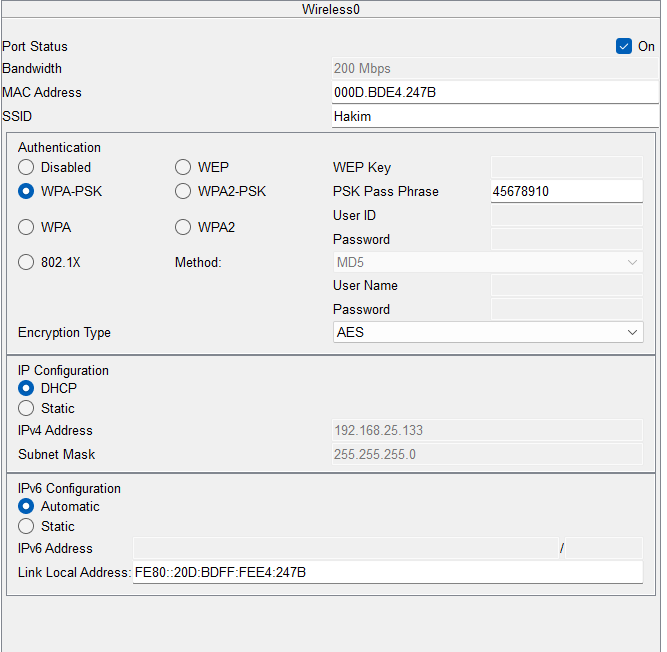 Wireless0
Port Status On
Bandwidth 200 Mbps
MAC Address 000D.BDE4.247B
SSID Hakim
Authentication
Disabled WEP WEP Key
WPA-PSK WPA2-PSK PSK Pass Phrase 45678910
User ID
WPA WPA2
Password
802.1X Method: MD5
User Name
Password
Encryption Type AES
IP Configuration
DHCP
Static
IPv4 Address 192.168.25.133
Subnet Mask 255.255.255.0
IPv6 Configuration
Automatic
Static
IPv6 Address /
Link Local Address: FE80::20D:BDFF:FEE4:247B